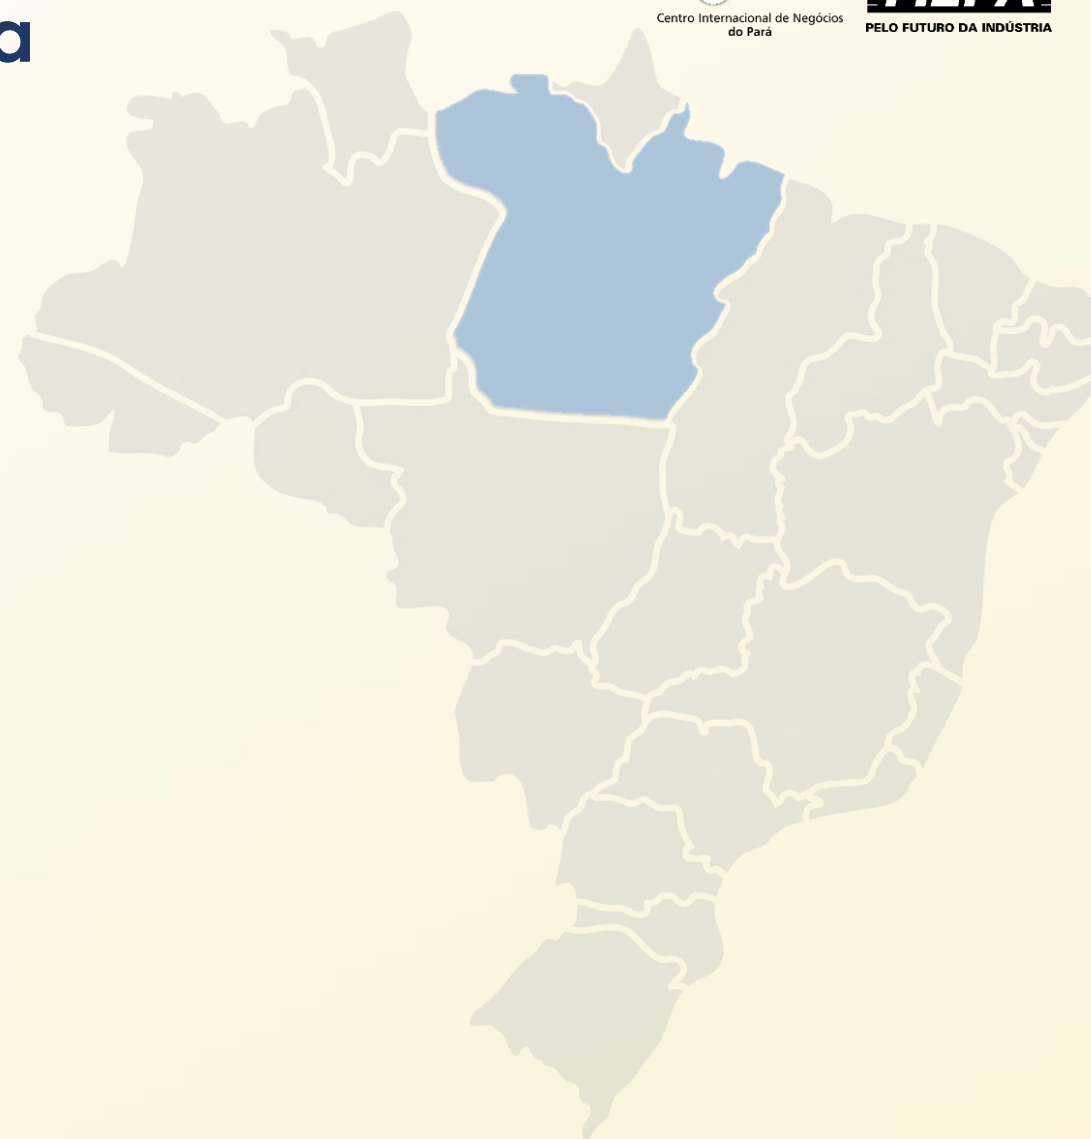 a
Centro Internacional de Negócios
do Pará
PELO FUTURO DA INDÚSTRIA